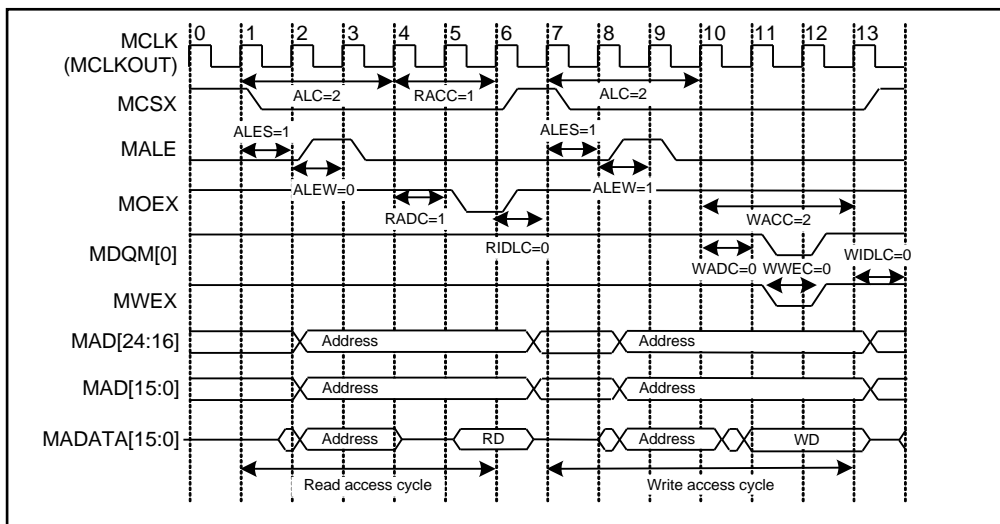 0 1 2 3 4 5 6 7 8 9 10 11 12 13
MCLK
(MCLKOUT)
ALC=2 RACC=1 ALC=2
MCSX
ALES=1 ALES=1
MALE
ALEW=0 ALEW=1
MOEX
RADC=1 WACC=2
RIDLC=0
MDQM[0]
WADC=0 WWEC=0 WIDLC=0
MWEX
MAD[24:16] Address Address
MAD[15:0] Address Address
MADATA[15:0] Address RD Address WD
Read access cycle Write access cycle